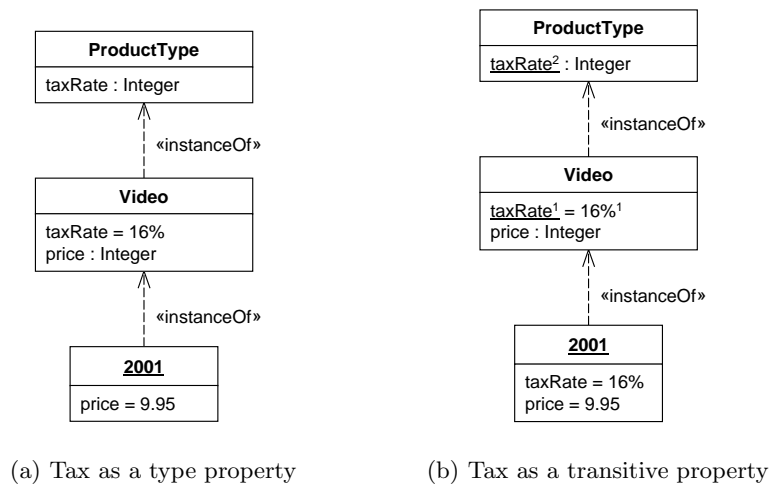 ProductType
taxRate : Integer
«instanceOf»
Video
taxRate = 16%
price : Integer
«instanceOf»
2001
price = 9.95
(a) Tax as a type property
ProductType
taxRate² : Integer
«instanceOf»
Video
taxRate¹ = 16%¹
price : Integer
«instanceOf»
2001
taxRate = 16%
price = 9.95
(b) Tax as a transitive property